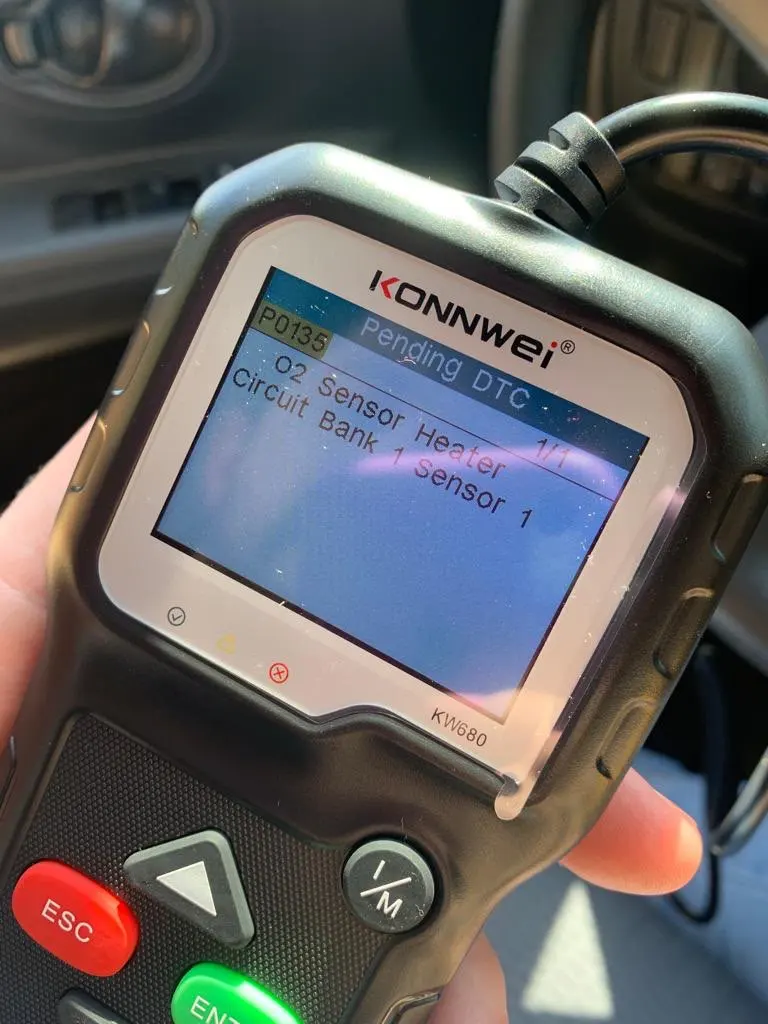 KONNWEI®
Pending DTC
P0135 1/1
O2 Sensor Heater
Circuit Bank 1 Sensor 1
KW680
I/M
ESC